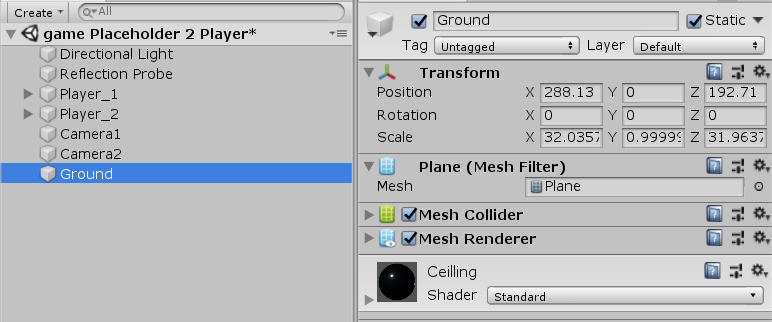 Create
All
game Placeholder 2 Player*
Directional Light
Reflection Probe
Player_1
Player_2
Camera1
Camera2
Ground
Ground
Static
Tag Untagged Layer Default
Transform
Position X 288.13 Y 0 Z 192.71
Rotation X 0 Y 0 Z 0
Scale X 32.0357 Y 0.99999 Z 31.9637
Plane (Mesh Filter)
Mesh Plane
Mesh Collider
Mesh Renderer
Ceilling
Shader Standard